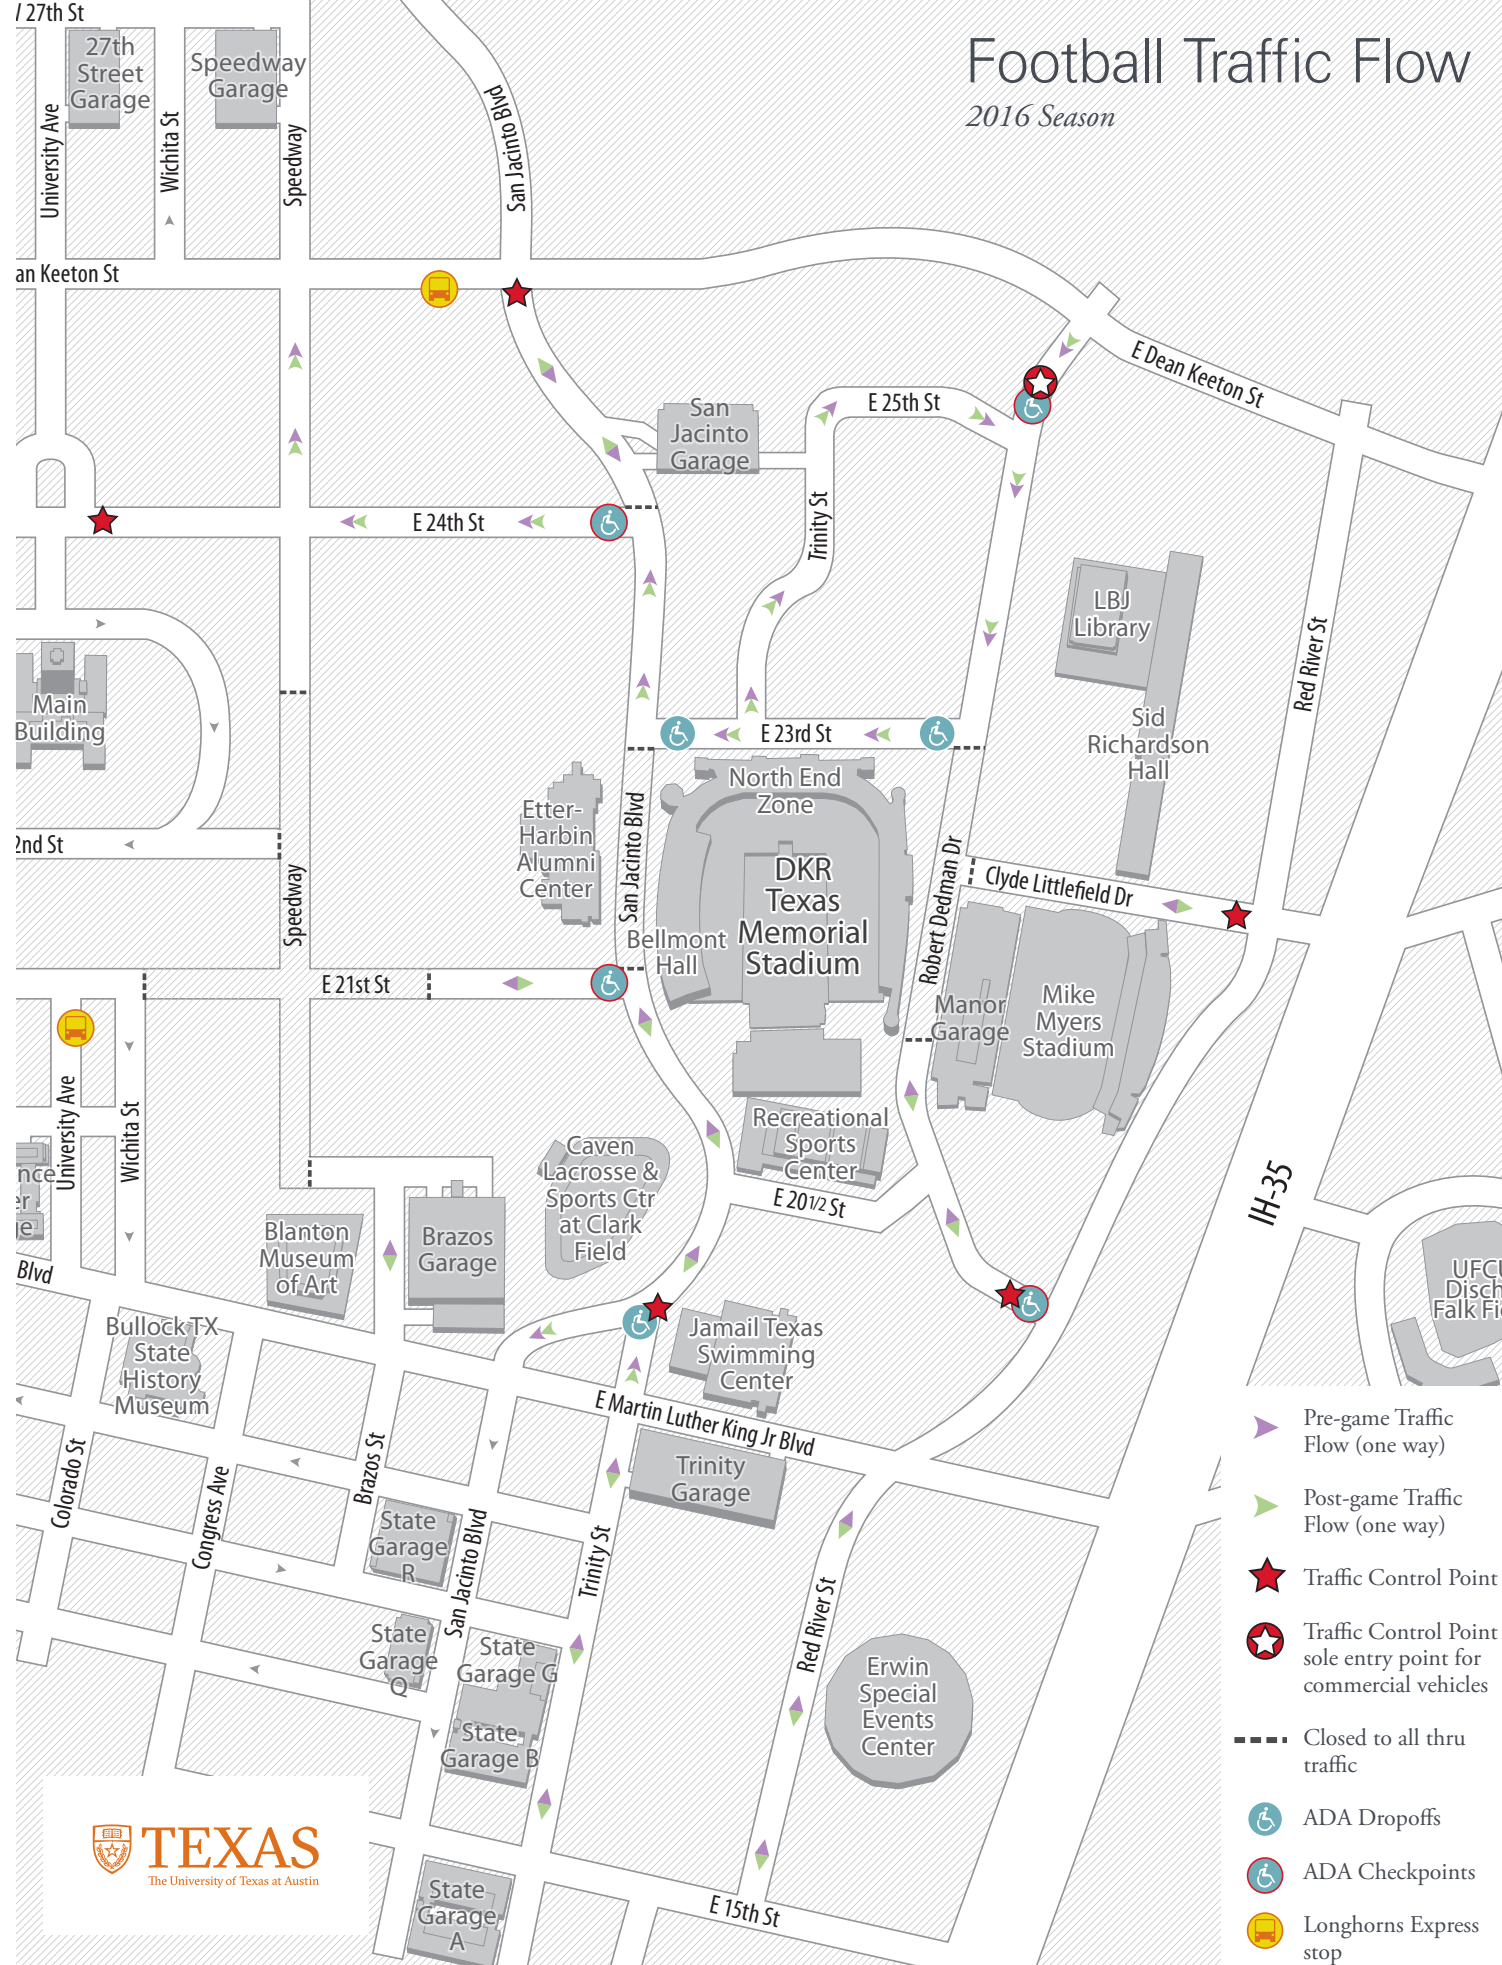 Football Traffic Flow
2016 Season
/ 27th St
27th
Street
Garage
Speedway
Garage
University Ave
Wichita St
Speedway
San Jacinto Blvd
San Jacinto Blvd
an Keeton St
E Dean Keeton St
San
Jacinto
Garage
E 25th St
E 24th St
Trinity St
LBJ
Library
Red River St
Main
Building
Sid
Richardson
Hall
E 23rd St
North End
Zone
Etter-
Harbin
Alumni
Center
2nd St
DKR
Texas
Memorial
Stadium
Robert Dedman Dr
Clyde Littlefield Dr
Speedway
Bellmont
Hall
E 21st St
Manor
Garage
Mike
Myers
Stadium
University Ave
Wichita St
Recreational
Sports
Center
Caven
Lacrosse &
Sports Ctr
at Clark
Field
nce
er
ge
E 20 1/2 St
IH-35
Blanton
Museum
of Art
Brazos
Garage
Blvd
UFCU
Disch
Falk Fie
Bullock TX
State
History
Museum
Jamail Texas
Swimming
Center
E Martin Luther King Jr Blvd
Trinity
Garage
Colorado St
Congress Ave
Brazos St
State
Garage
R
San Jacinto Blvd
Trinity St
State
Garage
Q
State
Garage G
State
Garage B
Red River St
Erwin
Special
Events
Center
State
Garage
A
E 15th St
TEXAS
The University of Texas at Austin
Pre-game Traffic
Flow (one way)
Post-game Traffic
Flow (one way)
Traffic Control Point
Traffic Control Point
sole entry point for
commercial vehicles
Closed to all thru
traffic
ADA Dropoffs
ADA Checkpoints
Longhorns Express
stop